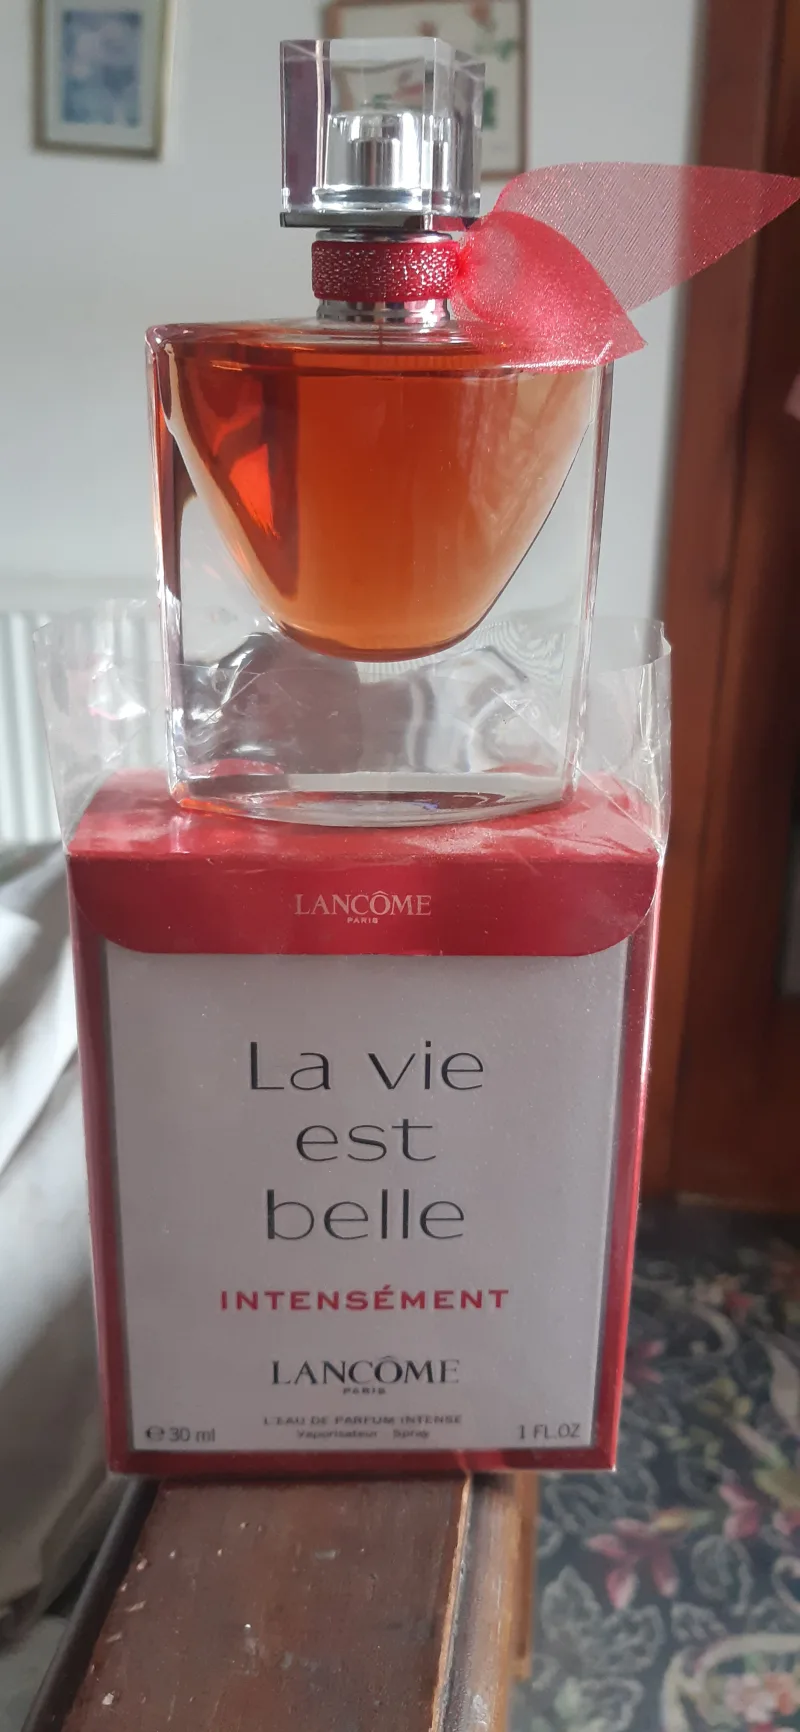 LANCÔME
PARIS
La vie
est
belle
INTENSÉMENT
LANCÔME
PARIS
L'EAU DE PARFUM INTENSE
Vaporisateur Spray
℮ 30 ml
1 FL.OZ